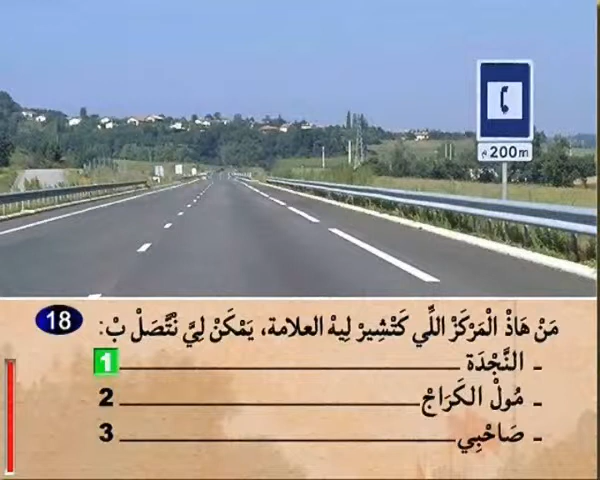 200m
18
مَنْ هَاذْ الْمَرْكَزْ اللِّي كَتْشِيرْ لِيهْ العلامة، يَمْكَنْ لِيَّ نْتَّصَلْ بْ:
- النَّجْدَة 1
- مُولْ الكَرَاجْ 2
- صَاحْبِي 3